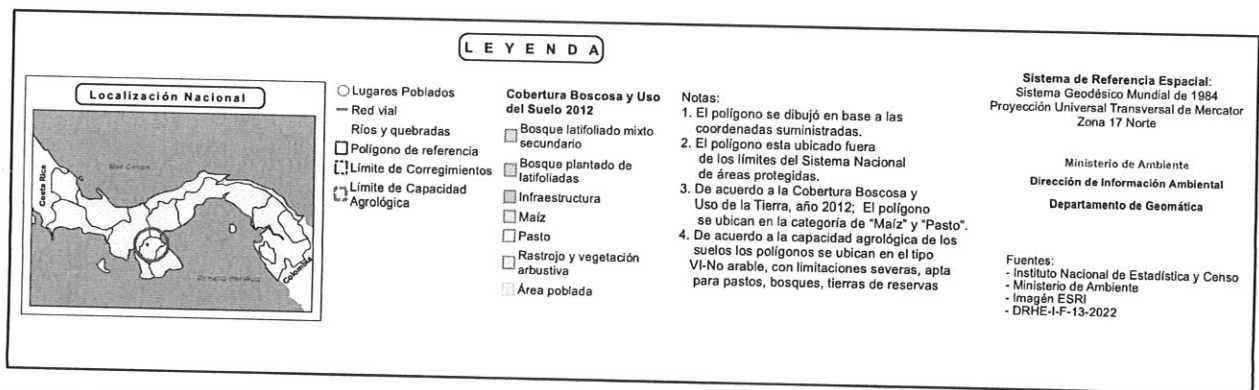 LEYENDA
Localización Nacional
Mar Caribe
Costa Rica
Océano Pacífico
Colombia
Lugares Poblados
Red vial
Ríos y quebradas
Polígono de referencia
Límite de Corregimientos
Límite de Capacidad
Agrológica
Cobertura Boscosa y Uso
del Suelo 2012
Bosque latifoliado mixto
secundario
Bosque plantado de
latifoliadas
Infraestructura
Maíz
Pasto
Rastrojo y vegetación
arbustiva
Área poblada
Notas:
1. El polígono se dibujó en base a las
coordenadas suministradas.
2. El polígono esta ubicado fuera
de los límites del Sistema Nacional
de áreas protegidas.
3. De acuerdo a la Cobertura Boscosa y
Uso de la Tierra, año 2012; El polígono
se ubican en la categoría de "Maíz" y "Pasto".
4. De acuerdo a la capacidad agrológica de los
suelos los polígonos se ubican en el tipo
VI-No arable, con limitaciones severas, apta
para pastos, bosques, tierras de reservas
Sistema de Referencia Espacial:
Sistema Geodésico Mundial de 1984
Proyección Universal Transversal de Mercator
Zona 17 Norte
Ministerio de Ambiente
Dirección de Información Ambiental
Departamento de Geomática
Fuentes:
- Instituto Nacional de Estadística y Censo
- Ministerio de Ambiente
- Imagén ESRI
- DRHE-I-F-13-2022